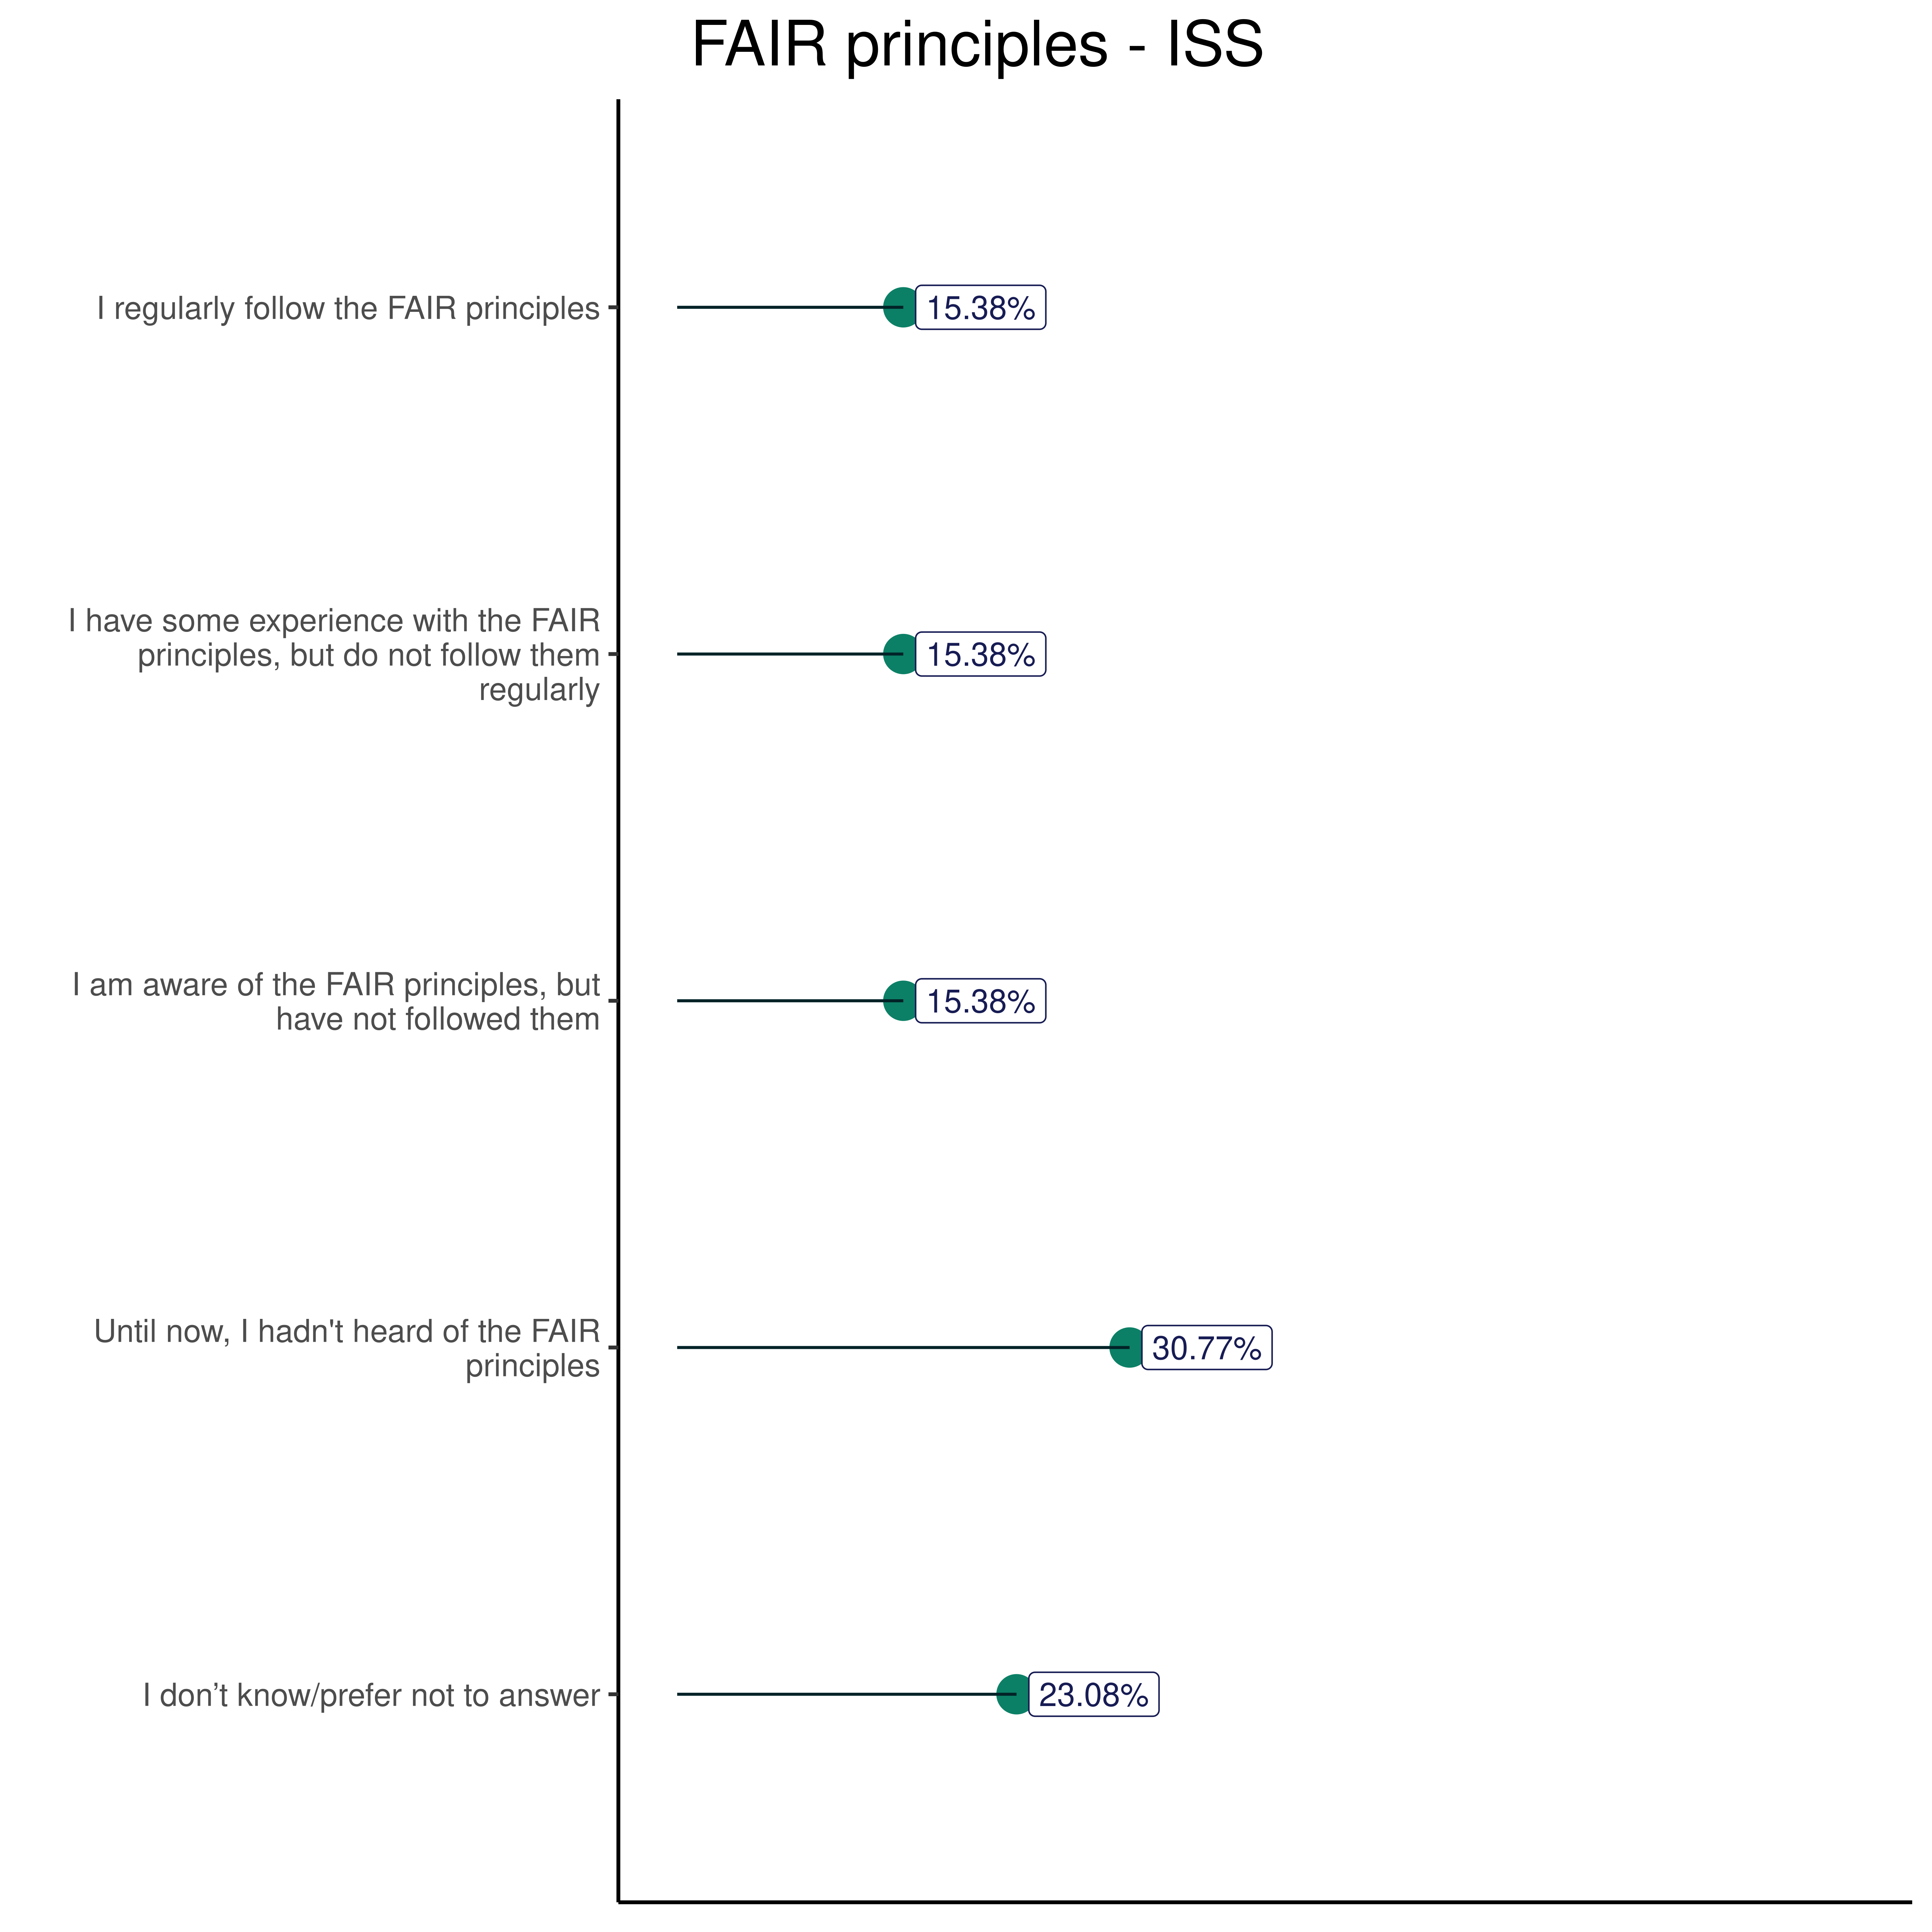 FAIR principles - ISS
I regularly follow the FAIR principles
15.38%
I have some experience with the FAIR
principles, but do not follow them
regularly
15.38%
I am aware of the FAIR principles, but
have not followed them
15.38%
Until now, I hadn't heard of the FAIR
principles
30.77%
I don’t know/prefer not to answer
23.08%